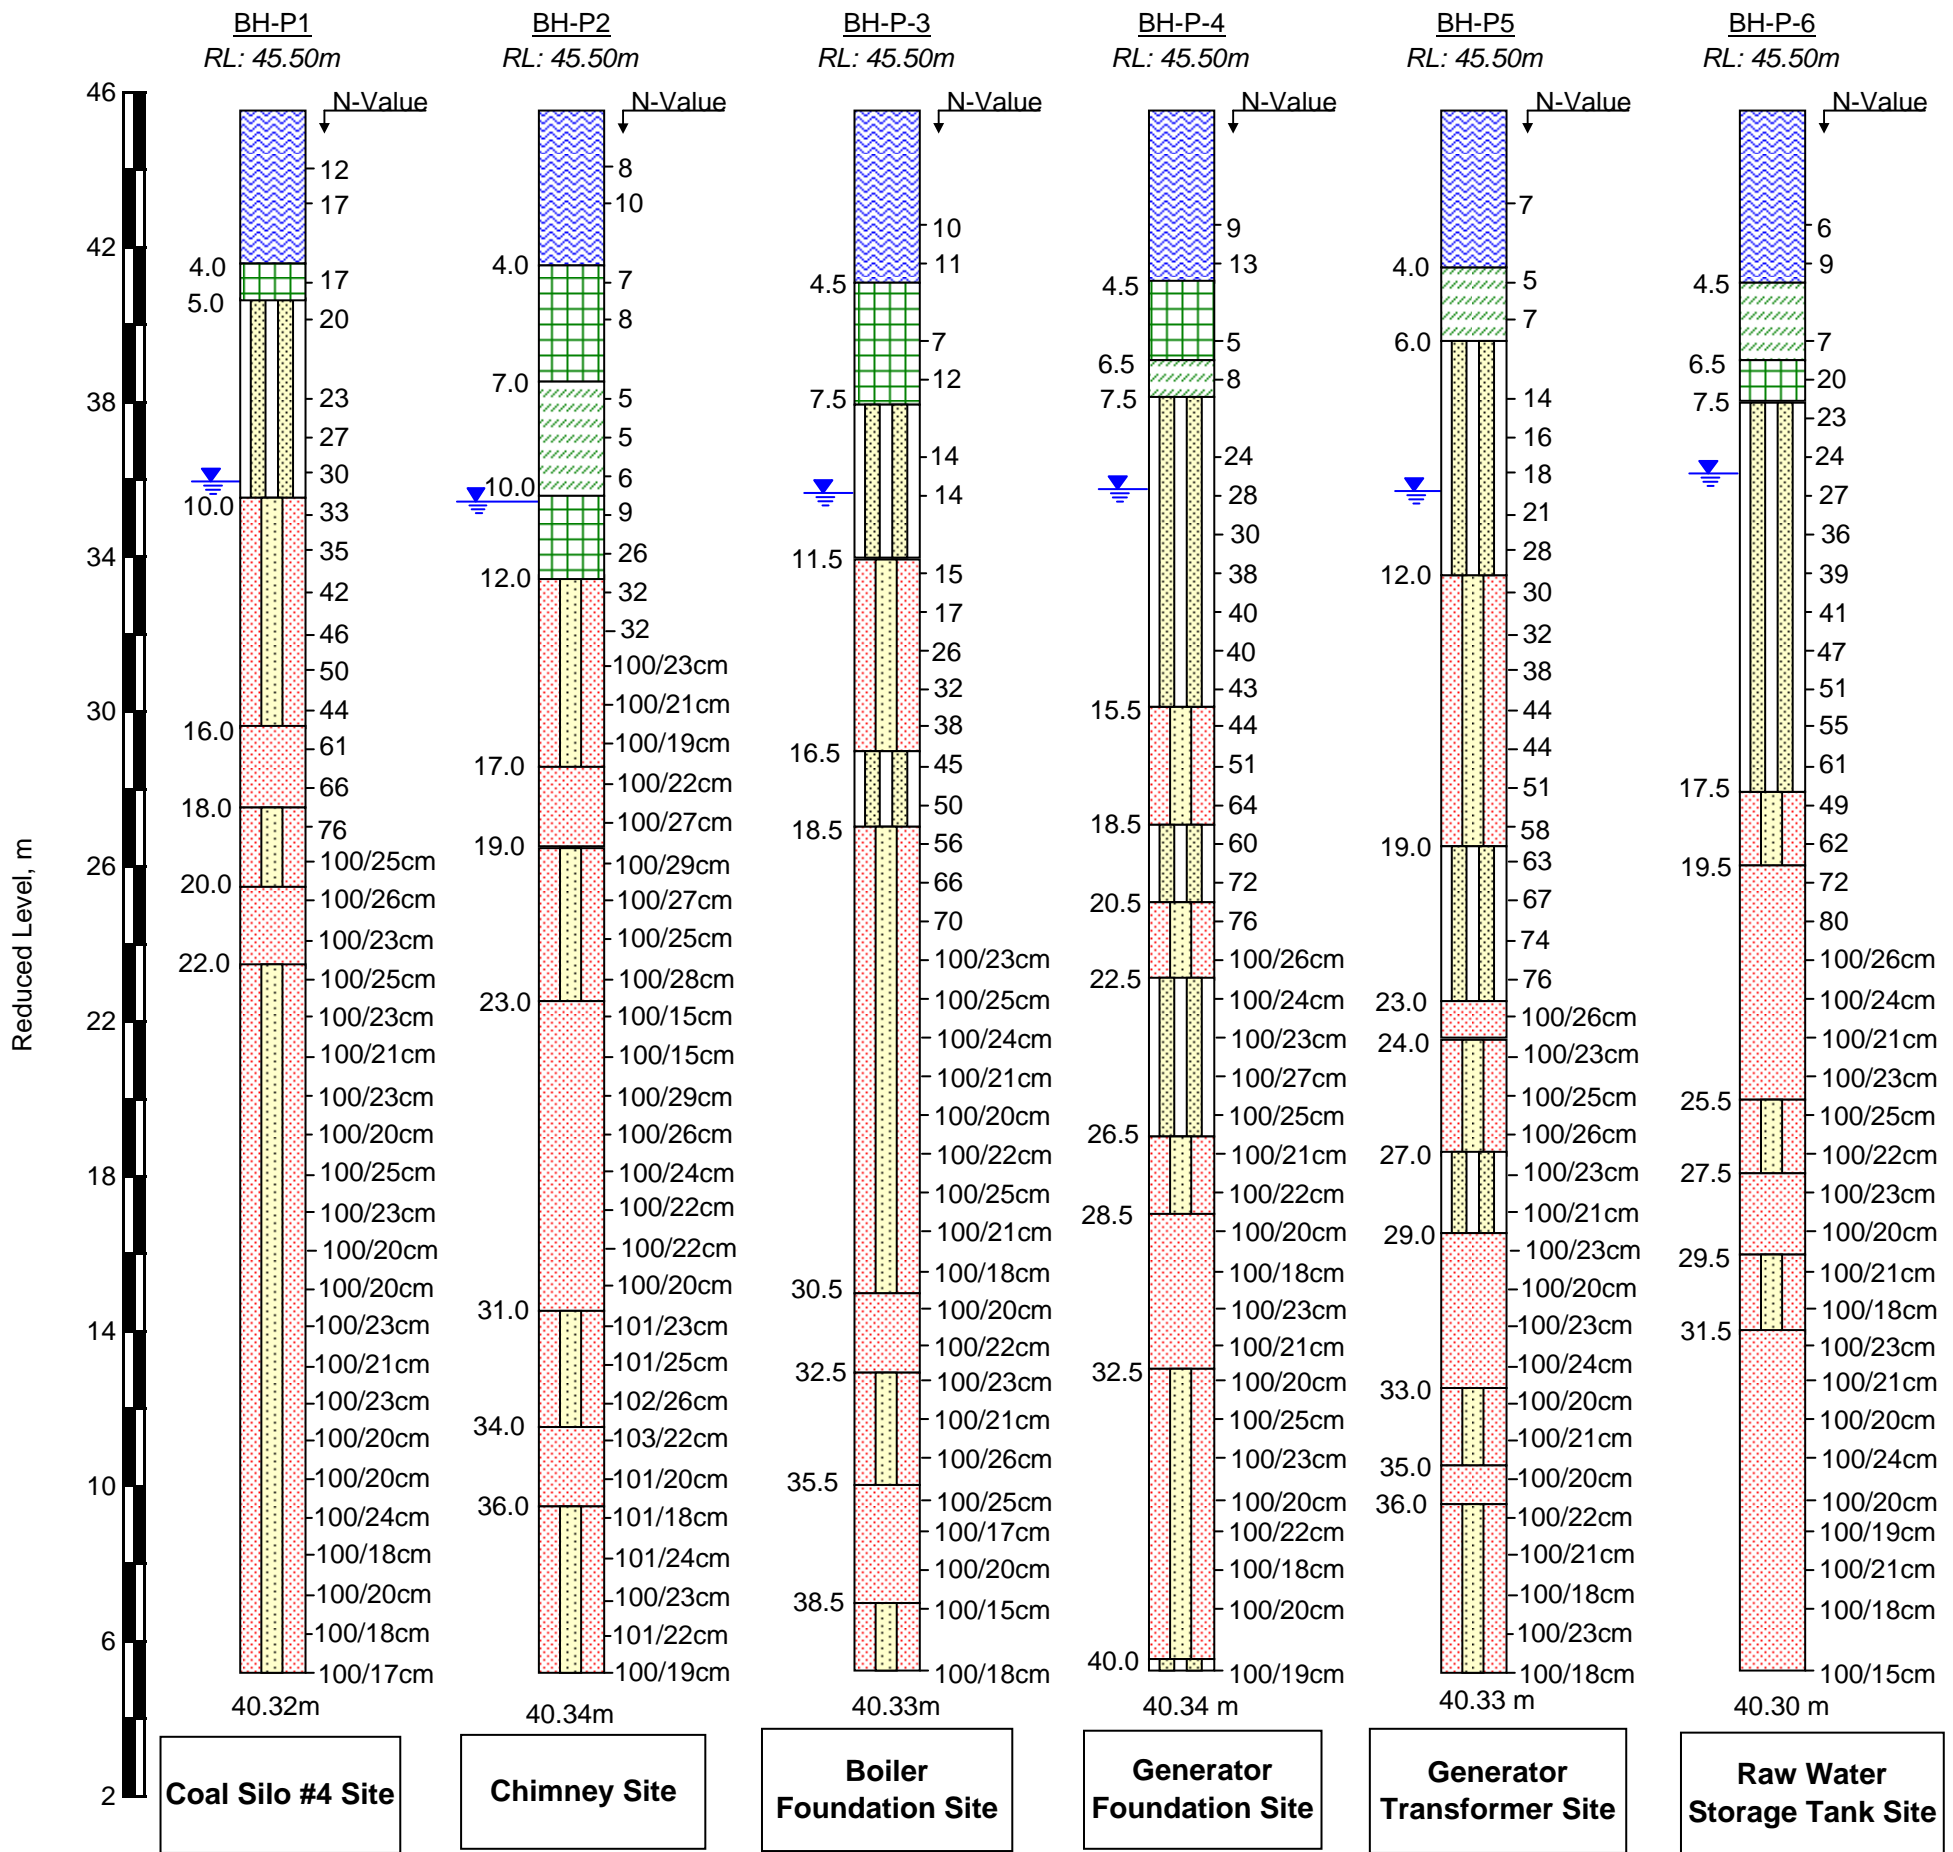 BH-P1
RL: 45.50m
N-Value
12
17
4.0
17
5.0
20
23
27
30
10.0
33
35
42
46
50
44
16.0
61
66
18.0
76
100/25cm
20.0
100/26cm
100/23cm
22.0
100/25cm
100/23cm
100/21cm
100/23cm
100/20cm
100/25cm
100/23cm
100/20cm
100/20cm
100/23cm
100/21cm
100/23cm
100/20cm
100/20cm
100/24cm
100/18cm
100/20cm
100/18cm
100/17cm
40.32m
Coal Silo #4 Site
BH-P2
RL: 45.50m
N-Value
8
10
4.0
7
8
7.0
5
5
6
10.0
9
26
12.0
32
32
100/23cm
100/21cm
100/19cm
17.0
100/22cm
100/27cm
19.0
100/29cm
100/27cm
100/25cm
100/28cm
23.0
100/15cm
100/15cm
100/29cm
100/26cm
100/24cm
100/22cm
100/22cm
100/20cm
31.0
101/23cm
101/25cm
102/26cm
34.0
103/22cm
101/20cm
36.0
101/18cm
101/24cm
100/23cm
101/22cm
100/19cm
40.34m
Chimney Site
BH-P-3
RL: 45.50m
N-Value
10
11
4.5
7
12
7.5
14
14
11.5
15
17
26
32
38
16.5
45
50
18.5
56
66
70
100/23cm
100/25cm
100/24cm
100/21cm
100/20cm
100/22cm
100/25cm
100/21cm
100/18cm
30.5
100/20cm
100/22cm
32.5
100/23cm
100/21cm
100/26cm
35.5
100/25cm
100/17cm
100/20cm
38.5
100/15cm
100/18cm
40.33m
Boiler
Foundation Site
BH-P-4
RL: 45.50m
N-Value
9
13
4.5
5
6.5
8
7.5
24
28
30
38
40
40
43
15.5
44
51
64
18.5
60
72
20.5
76
100/26cm
22.5
100/24cm
100/23cm
100/27cm
100/25cm
26.5
100/21cm
100/22cm
28.5
100/20cm
100/18cm
100/23cm
100/21cm
32.5
100/20cm
100/25cm
100/23cm
100/20cm
100/22cm
100/18cm
100/20cm
40.0
100/19cm
40.34 m
Generator
Foundation Site
BH-P5
RL: 45.50m
N-Value
7
4.0
5
7
6.0
14
16
18
21
28
12.0
30
32
38
44
44
51
58
19.0
63
67
74
76
23.0
100/26cm
24.0
100/23cm
100/25cm
100/26cm
27.0
100/23cm
100/21cm
29.0
100/23cm
100/20cm
100/23cm
100/24cm
33.0
100/20cm
100/21cm
35.0
100/20cm
36.0
100/22cm
100/21cm
100/18cm
100/23cm
100/18cm
40.33 m
Generator
Transformer Site
BH-P-6
RL: 45.50m
N-Value
6
9
4.5
7
6.5
20
7.5
23
24
27
36
39
41
47
51
55
61
17.5
49
62
19.5
72
80
100/26cm
100/24cm
100/21cm
100/23cm
25.5
100/25cm
100/22cm
27.5
100/23cm
100/20cm
29.5
100/21cm
100/18cm
31.5
100/23cm
100/21cm
100/20cm
100/24cm
100/20cm
100/19cm
100/21cm
100/18cm
100/15cm
40.30 m
Raw Water
Storage Tank Site
Reduced Level, m
46
42
38
34
30
26
22
18
14
10
6
2